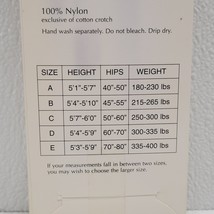 100% Nylon
exclusive of cotton crotch
Hand wash separately. Do not bleach. Drip dry.
SIZE HEIGHT HIPS WEIGHT
A 5'1"-5'7" 40"-50" 180-230 lbs
B 5'4"-5'10" 45"-55" 215-265 lbs
C 5'7"-6'0" 50"-60" 250-300 lbs
D 5'4"-5'9" 60"-70" 300-335 lbs
E 5'3"-5'9" 70"-80" 335-400 lbs
If your measurements fall in between two sizes,
you may wish to choose the larger size.